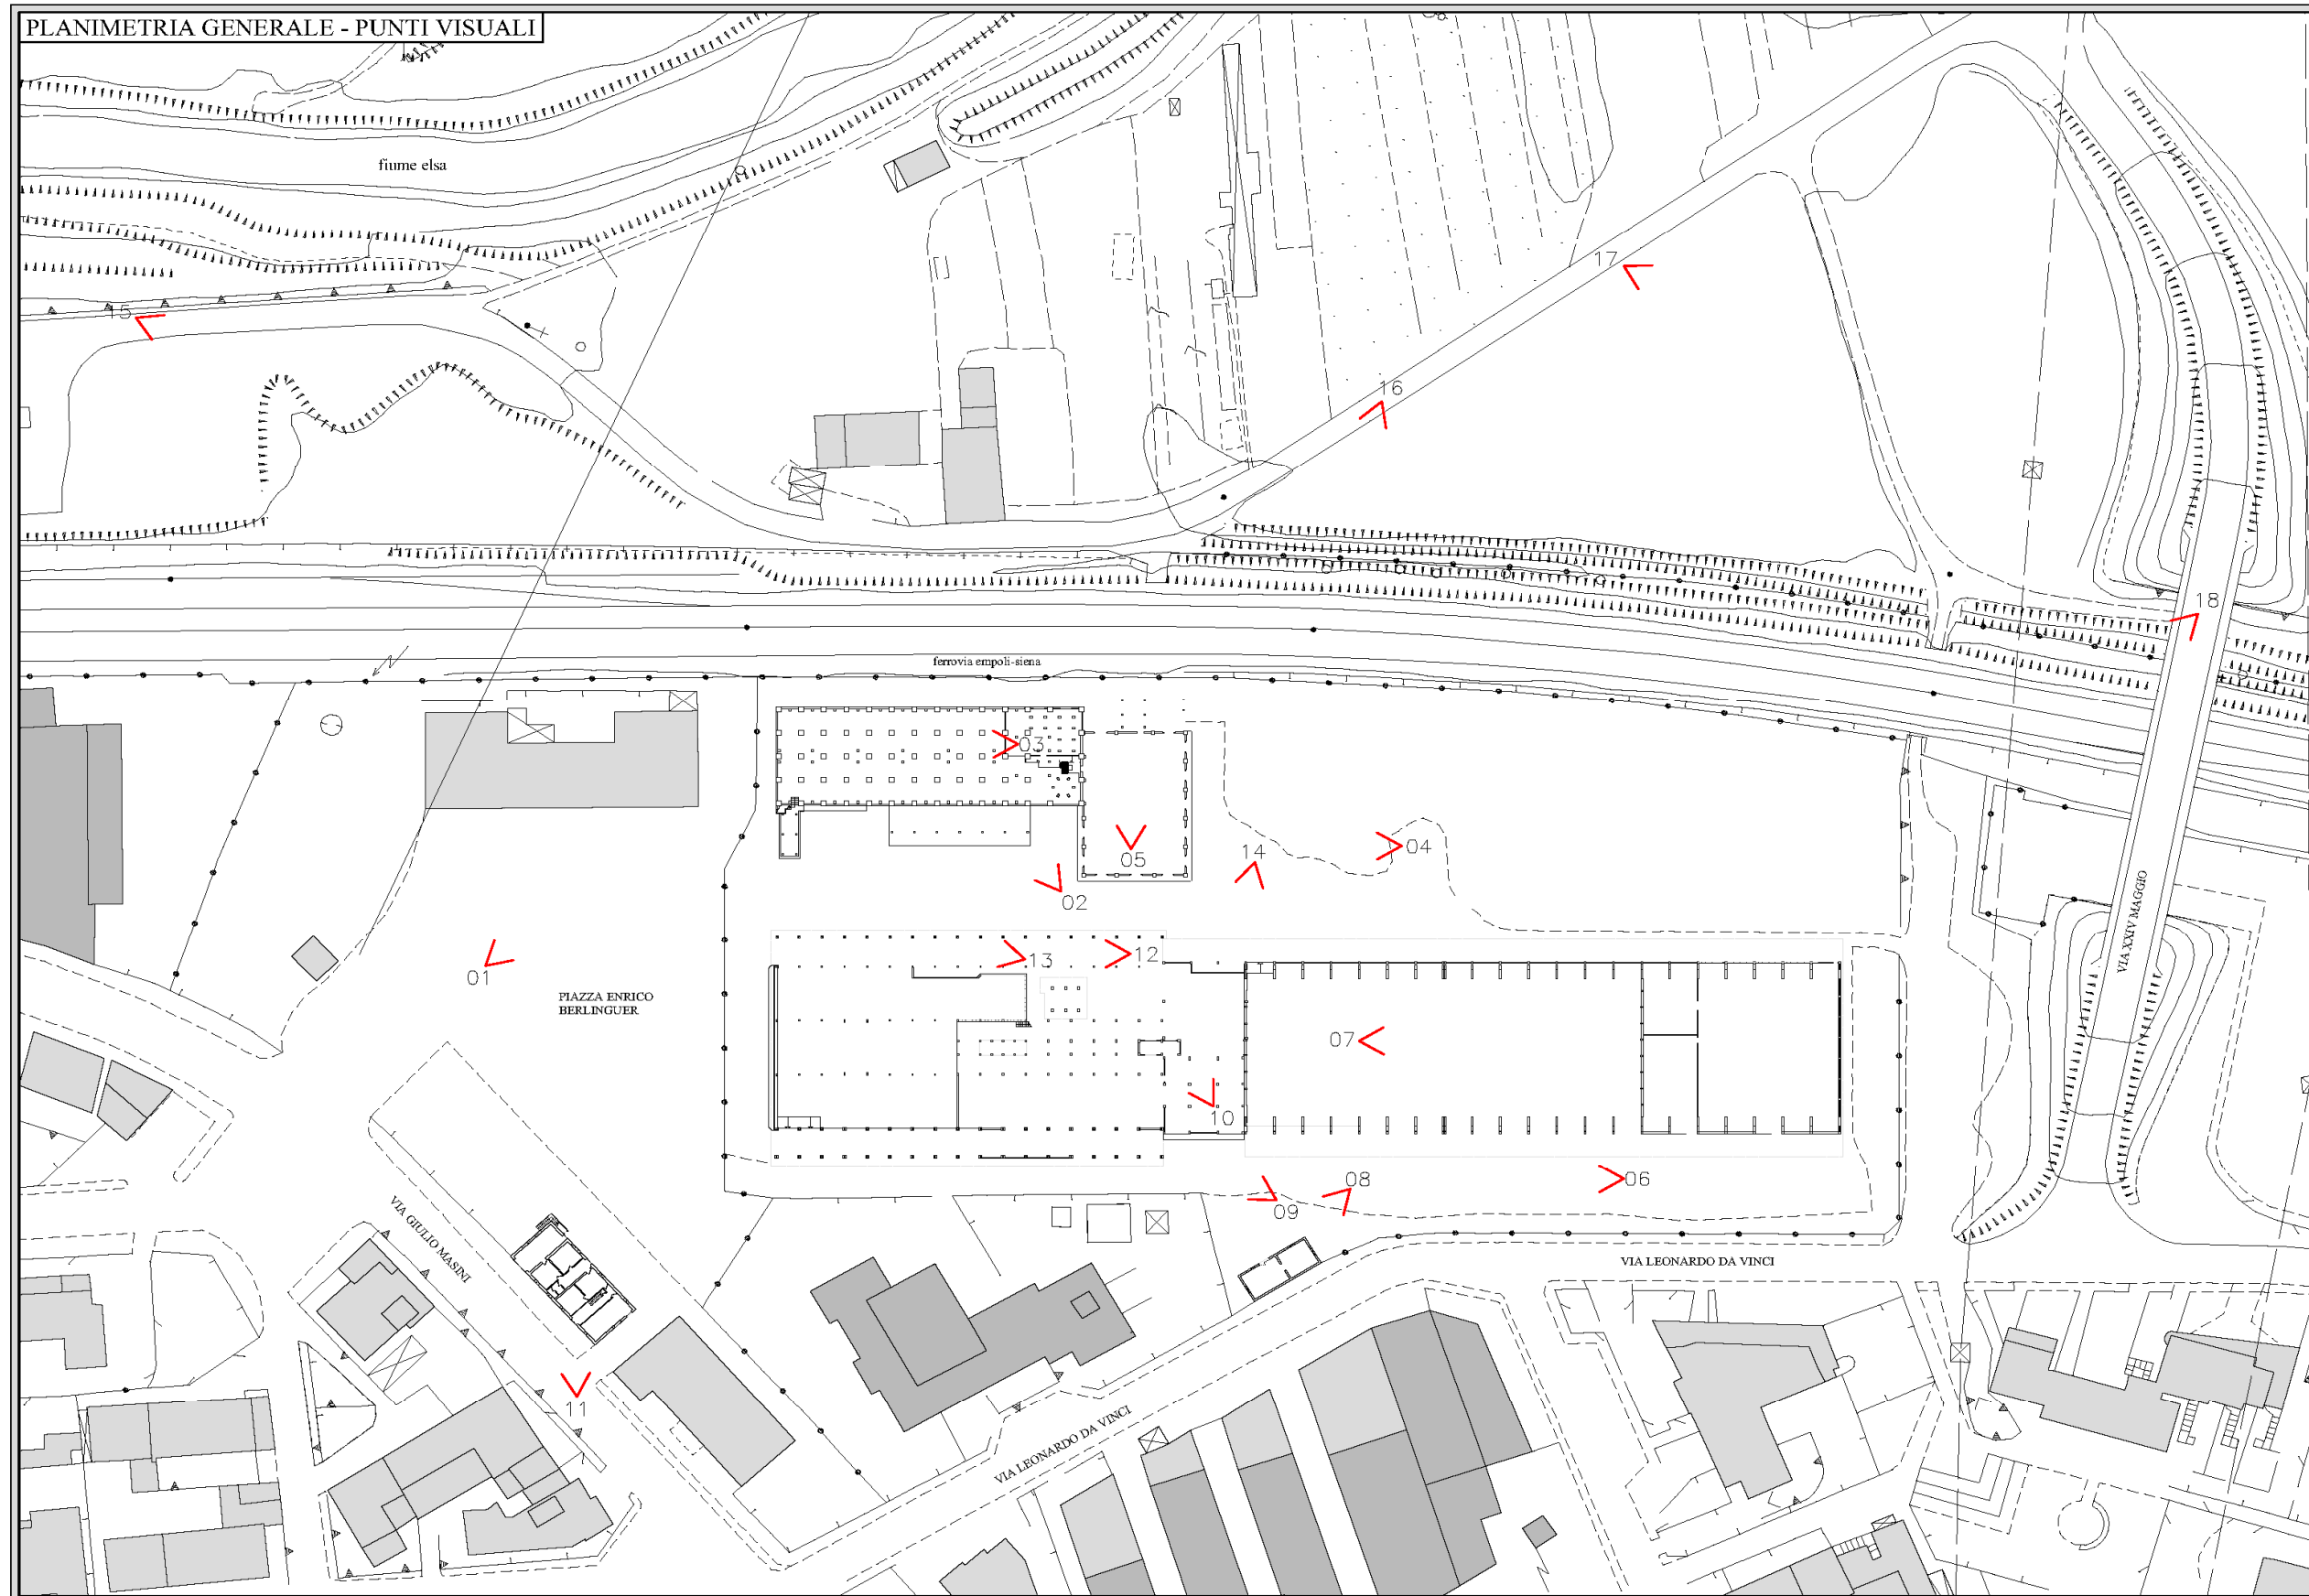 PLANIMETRIA GENERALE - PUNTI VISUALI
fiume elsa
17
15
16
18
ferrovia empoli-siena
03
04
14
05
02
VIA XXIV MAGGIO
12
13
01
PIAZZA ENRICO
BERLINGUER
07
10
08
06
09
VIA GIULIO MASINI
VIA LEONARDO DA VINCI
11
VIA LEONARDO DA VINCI